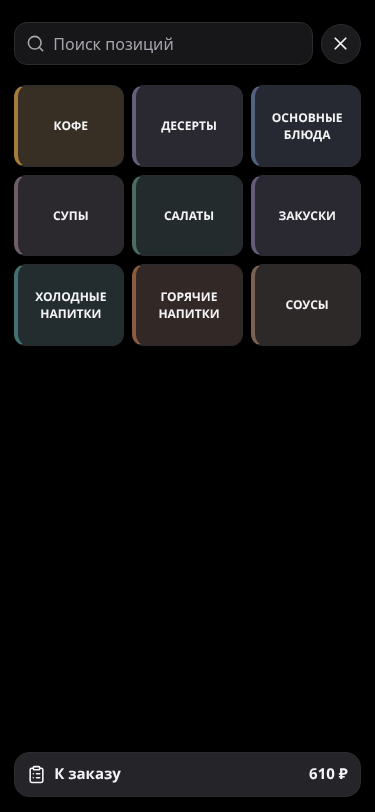 Поиск позиций
КОФЕ
ДЕСЕРТЫ
ОСНОВНЫЕ
БЛЮДА
СУПЫ
САЛАТЫ
ЗАКУСКИ
ХОЛОДНЫЕ
НАПИТКИ
ГОРЯЧИЕ
НАПИТКИ
СОУСЫ
К заказу 610 ₽